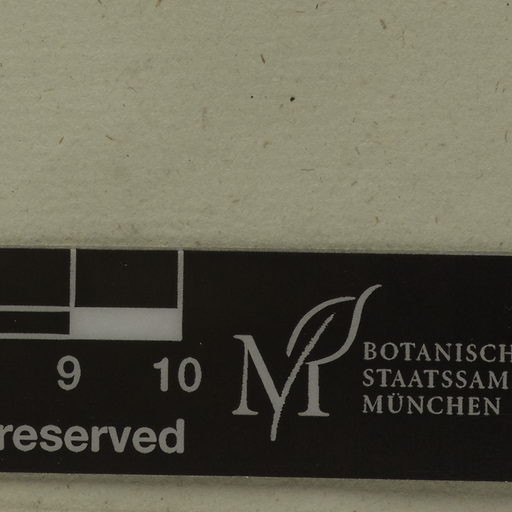 9 10
reserved
M
BOTANISCH
STAATSSAM
MÜNCHEN